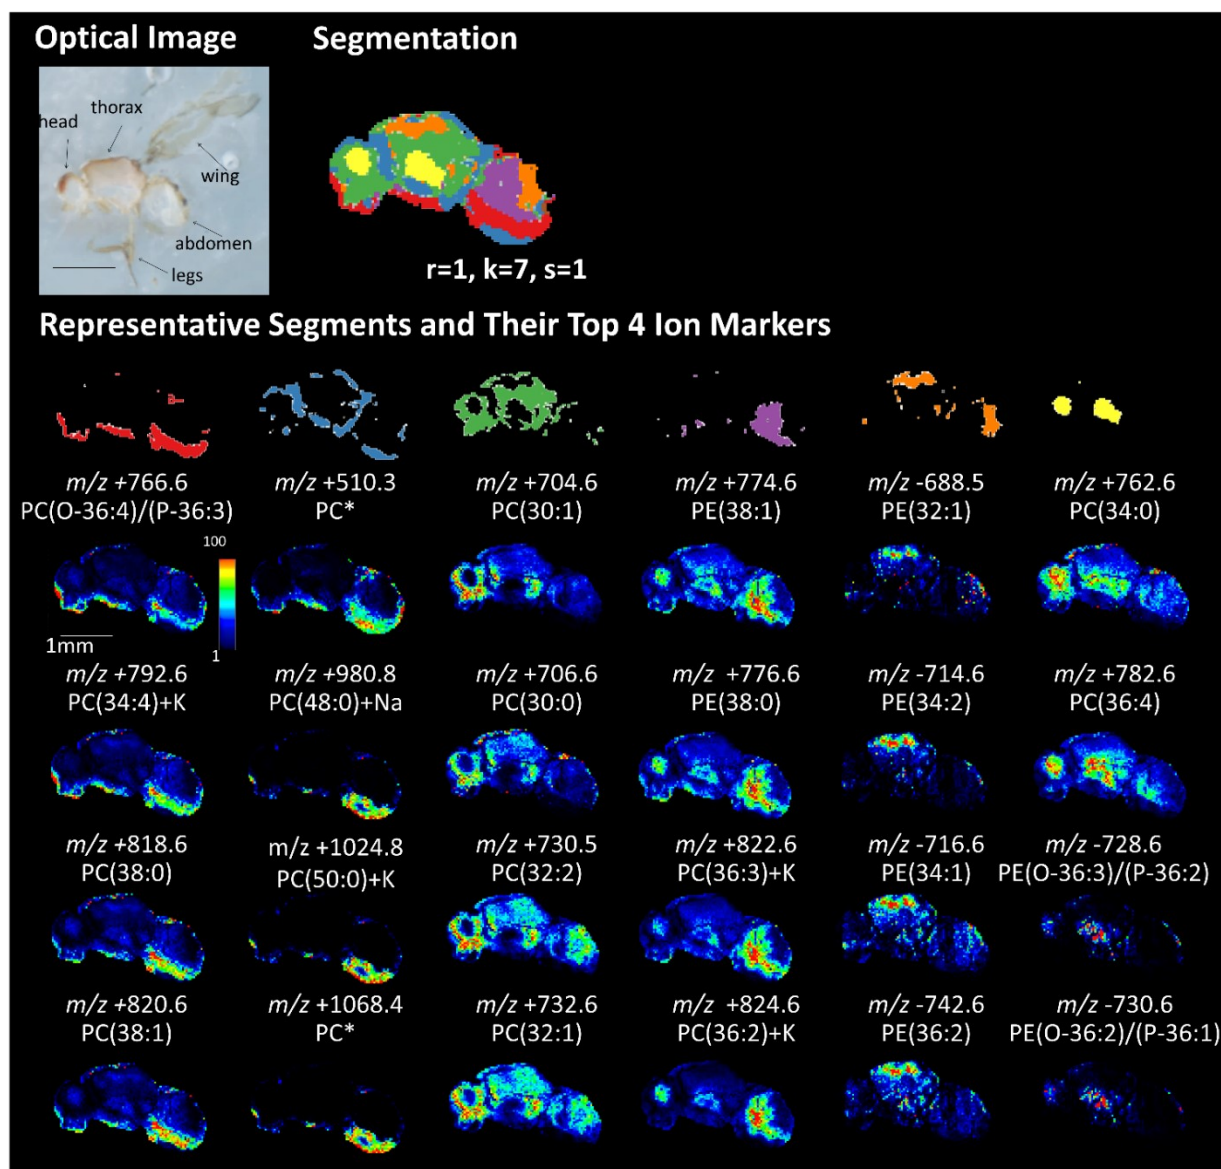 Optical Image
Segmentation
head
thorax
wing
abdomen
legs
r=1, k=7, s=1
Representative Segments and Their Top 4 Ion Markers
m/z +766.6 m/z +510.3 m/z +704.6 m/z +774.6 m/z -688.5 m/z +762.6
PC(O-36:4)/(P-36:3) PC* PC(30:1) PE(38:1) PE(32:1) PC(34:0)
100
1
1mm
m/z +792.6 m/z +980.8 m/z +706.6 m/z +776.6 m/z -714.6 m/z +782.6
PC(34:4)+K PC(48:0)+Na PC(30:0) PE(38:0) PE(34:2) PC(36:4)
m/z +818.6 m/z +1024.8 m/z +730.5 m/z +822.6 m/z -716.6 m/z -728.6
PC(38:0) PC(50:0)+K PC(32:2) PC(36:3)+K PE(34:1) PE(O-36:3)/(P-36:2)
m/z +820.6 m/z +1068.4 m/z +732.6 m/z +824.6 m/z -742.6 m/z -730.6
PC(38:1) PC* PC(32:1) PC(36:2)+K PE(36:2) PE(O-36:2)/(P-36:1)